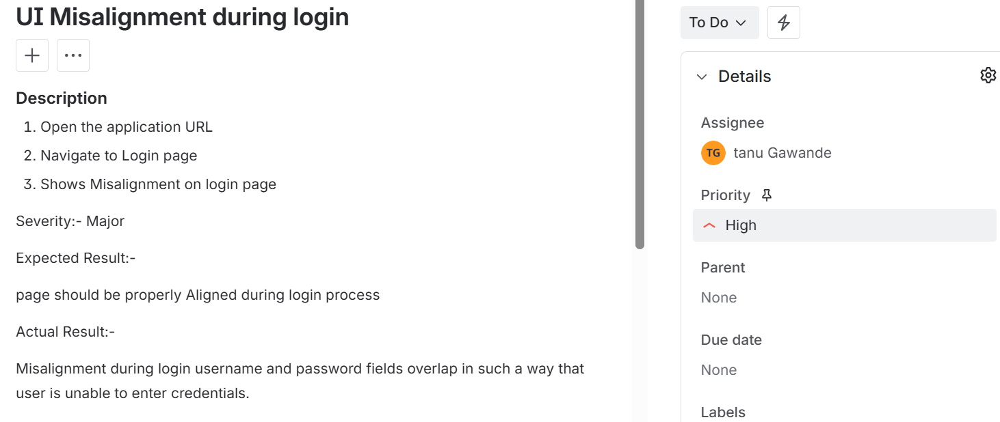 UI Misalignment during login
Description
1. Open the application URL
2. Navigate to Login page
3. Shows Misalignment on login page
Severity:- Major
Expected Result:-
page should be properly Aligned during login process
Actual Result:-
Misalignment during login username and password fields overlap in such a way that
user is unable to enter credentials.
To Do
Details
Assignee
TG tanu Gawande
Priority
High
Parent
None
Due date
None
Labels